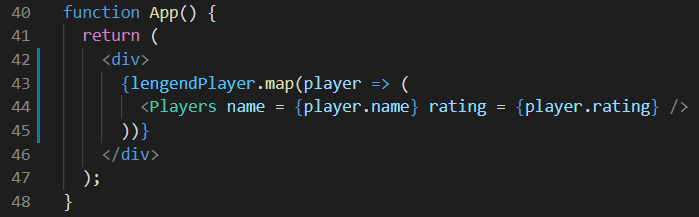 40 function App() {
41   return (
42     <div>
43       {lengendPlayer.map(player => (
44         <Players name = {player.name} rating = {player.rating} />
45       ))}
46     </div>
47   );
48 }